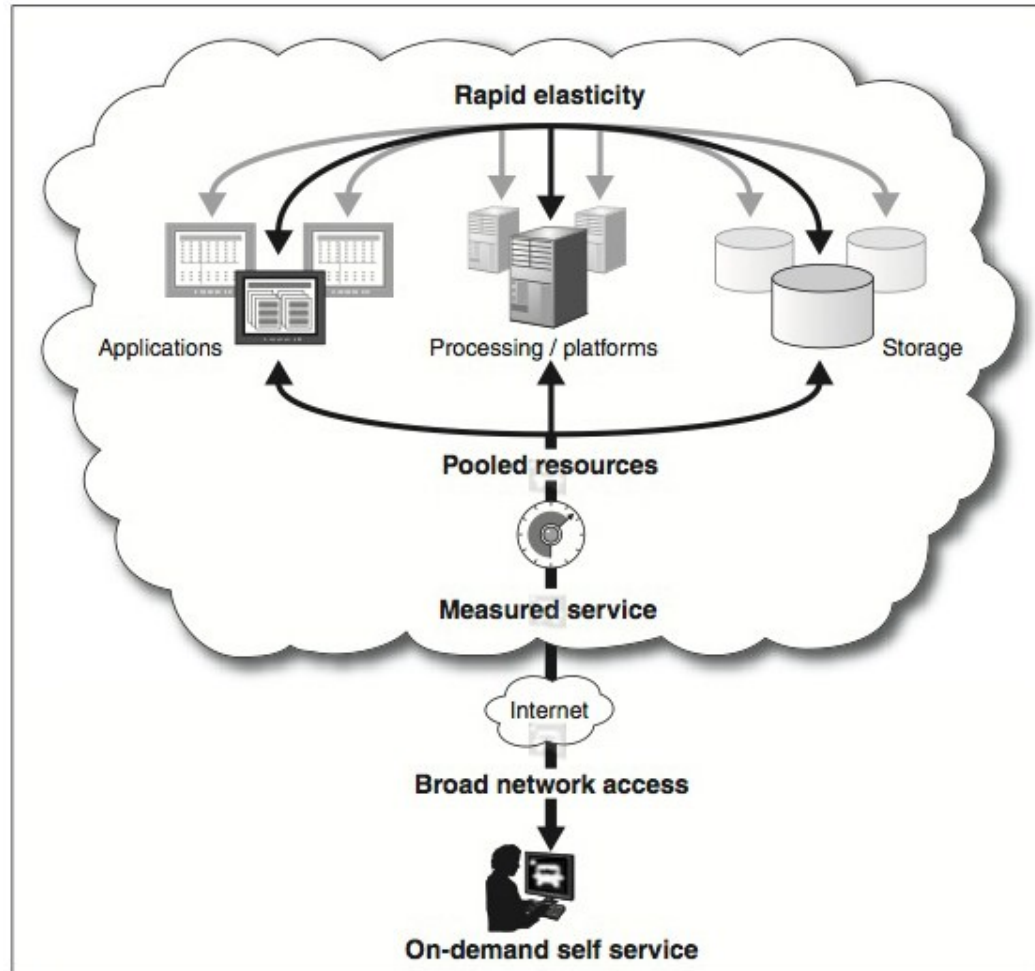 Rapid elasticity
Applications
Processing / platforms
Storage
Pooled resources
Measured service
Internet
Broad network access
On-demand self service